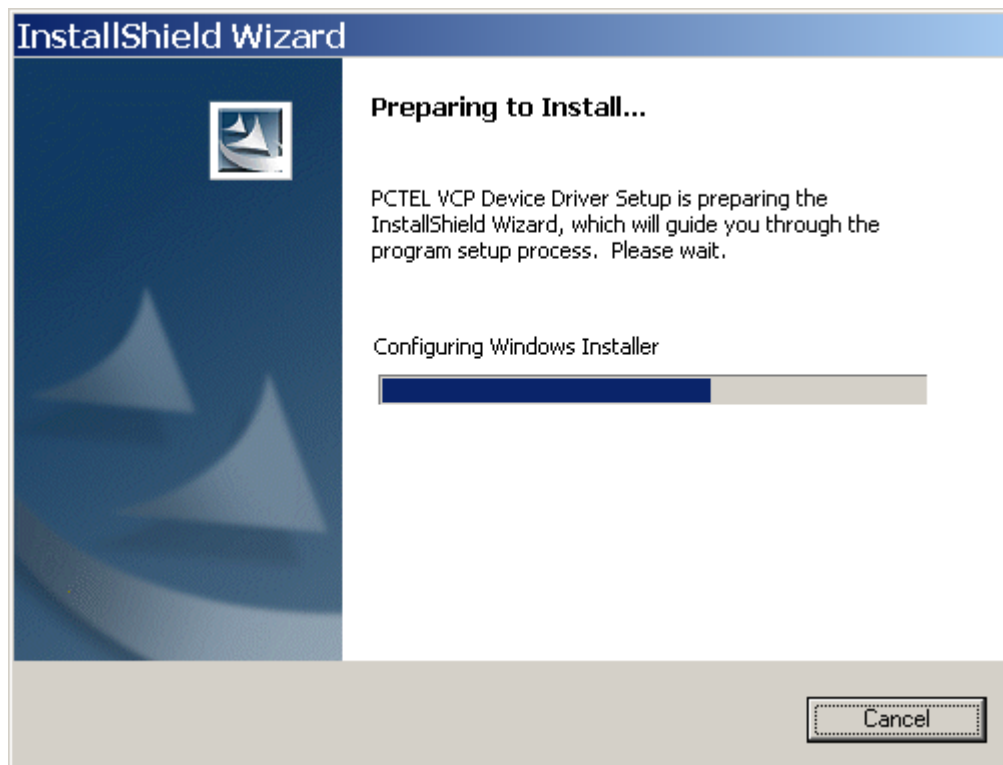 InstallShield Wizard
Preparing to Install...
PCTEL VCP Device Driver Setup is preparing the
InstallShield Wizard, which will guide you through the
program setup process.  Please wait.
Configuring Windows Installer
Cancel